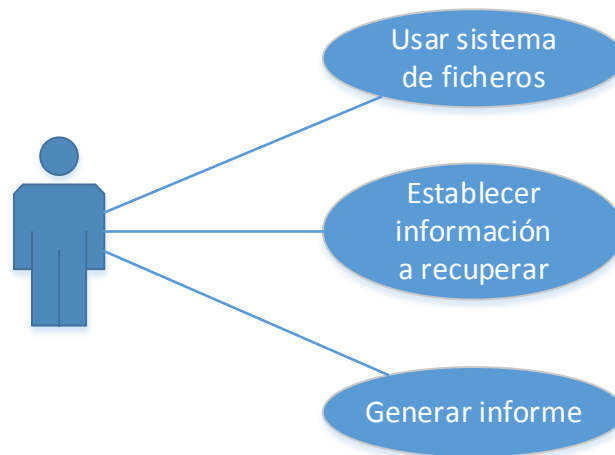 Usar sistema
de ficheros
Establecer
información
a recuperar
Generar informe